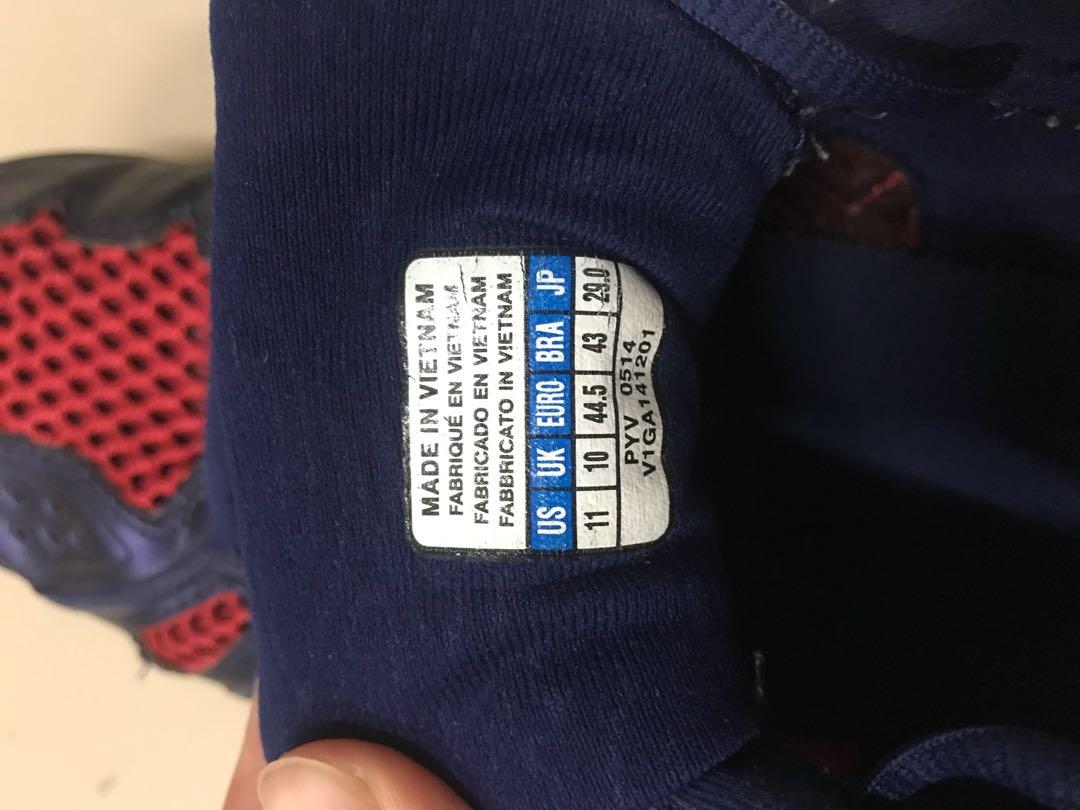 MADE IN VIETNAM
FABRIQUÉ EN VIETNAM
FABRICADO EN VIETNAM
FABBRICATO IN VIETNAM
US UK EURO BRA JP
11 10 44.5 43 29.0
PYV 0514
V1GA141201